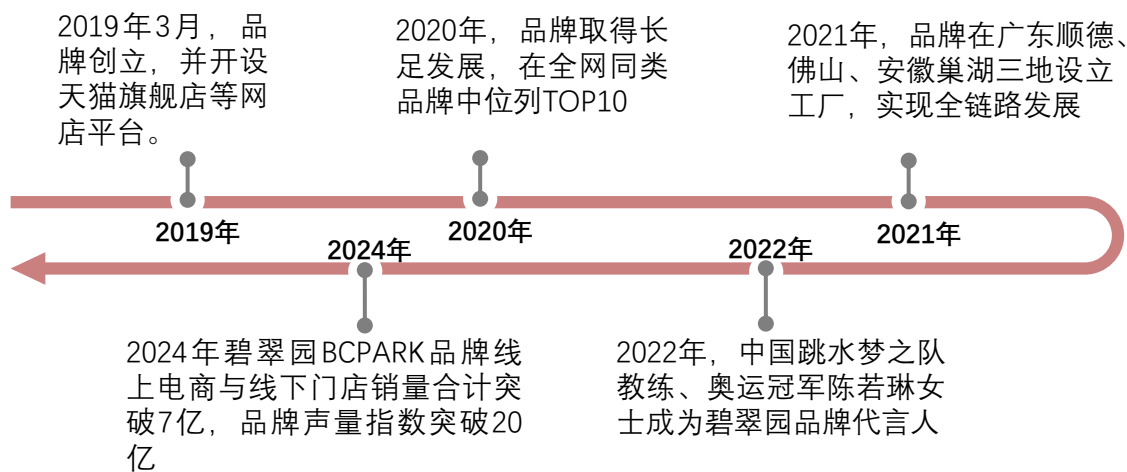 2019年3月，品
牌创立，并开设
天猫旗舰店等网
店平台。
2020年，品牌取得长
足发展，在全网同类
品牌中位列TOP10
2021年，品牌在广东顺德、
佛山、安徽巢湖三地设立
工厂，实现全链路发展
2019年
2020年
2021年
2024年
2022年
2024年碧翠园BCPARK品牌线
上电商与线下门店销量合计突
破7亿，品牌声量指数突破20
亿
2022年，中国跳水梦之队
教练、奥运冠军陈若琳女
士成为碧翠园品牌代言人